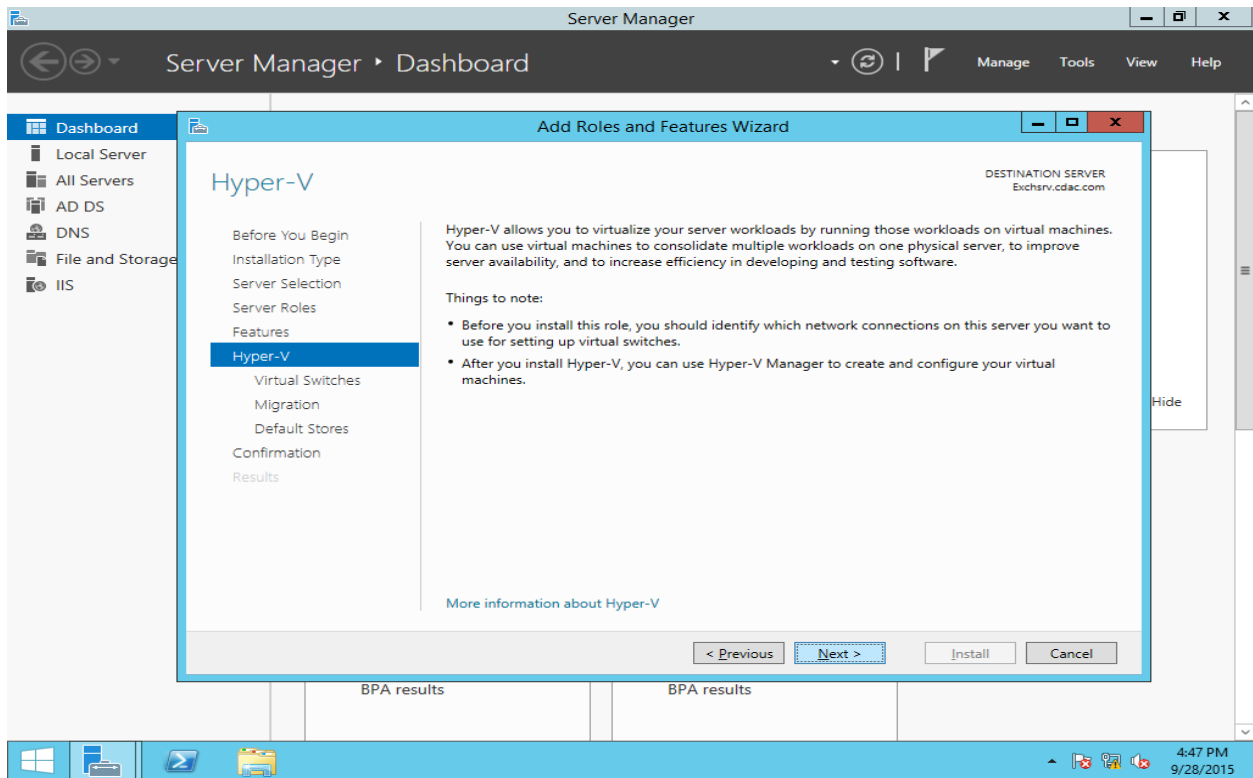 Server Manager
Server Manager ‣ Dashboard
Manage
Tools
View
Help
Dashboard
Local Server
All Servers
AD DS
DNS
File and Storage
IIS
Add Roles and Features Wizard
Hyper-V
DESTINATION SERVER
Exchsrv.cdac.com
Before You Begin
Installation Type
Server Selection
Server Roles
Features
Hyper-V
Virtual Switches
Migration
Default Stores
Confirmation
Results
Hyper-V allows you to virtualize your server workloads by running those workloads on virtual machines.
You can use virtual machines to consolidate multiple workloads on one physical server, to improve
server availability, and to increase efficiency in developing and testing software.
Things to note:
• Before you install this role, you should identify which network connections on this server you want to
use for setting up virtual switches.
• After you install Hyper-V, you can use Hyper-V Manager to create and configure your virtual
machines.
More information about Hyper-V
Hide
< Previous
Next >
Install
Cancel
BPA results
BPA results
4:47 PM
9/28/2015